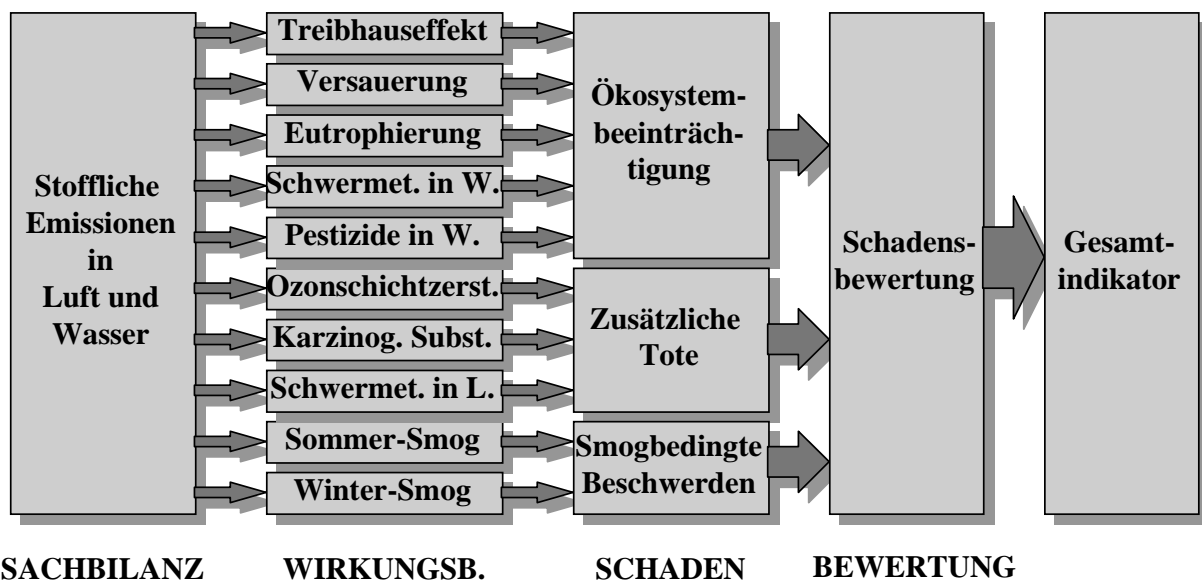 Stoffliche
Emissionen
in
Luft und
Wasser
Treibhauseffekt
Versauerung
Eutrophierung
Schwermet. in W.
Pestizide in W.
Ozonschichtzerst.
Karzinog. Subst.
Schwermet. in L.
Sommer-Smog
Winter-Smog
Ökosystem-
beeinträch-
tigung
Zusätzliche
Tote
Smogbedingte
Beschwerden
Schadens-
bewertung
Gesamt-
indikator
SACHBILANZ
WIRKUNGSB.
SCHADEN
BEWERTUNG